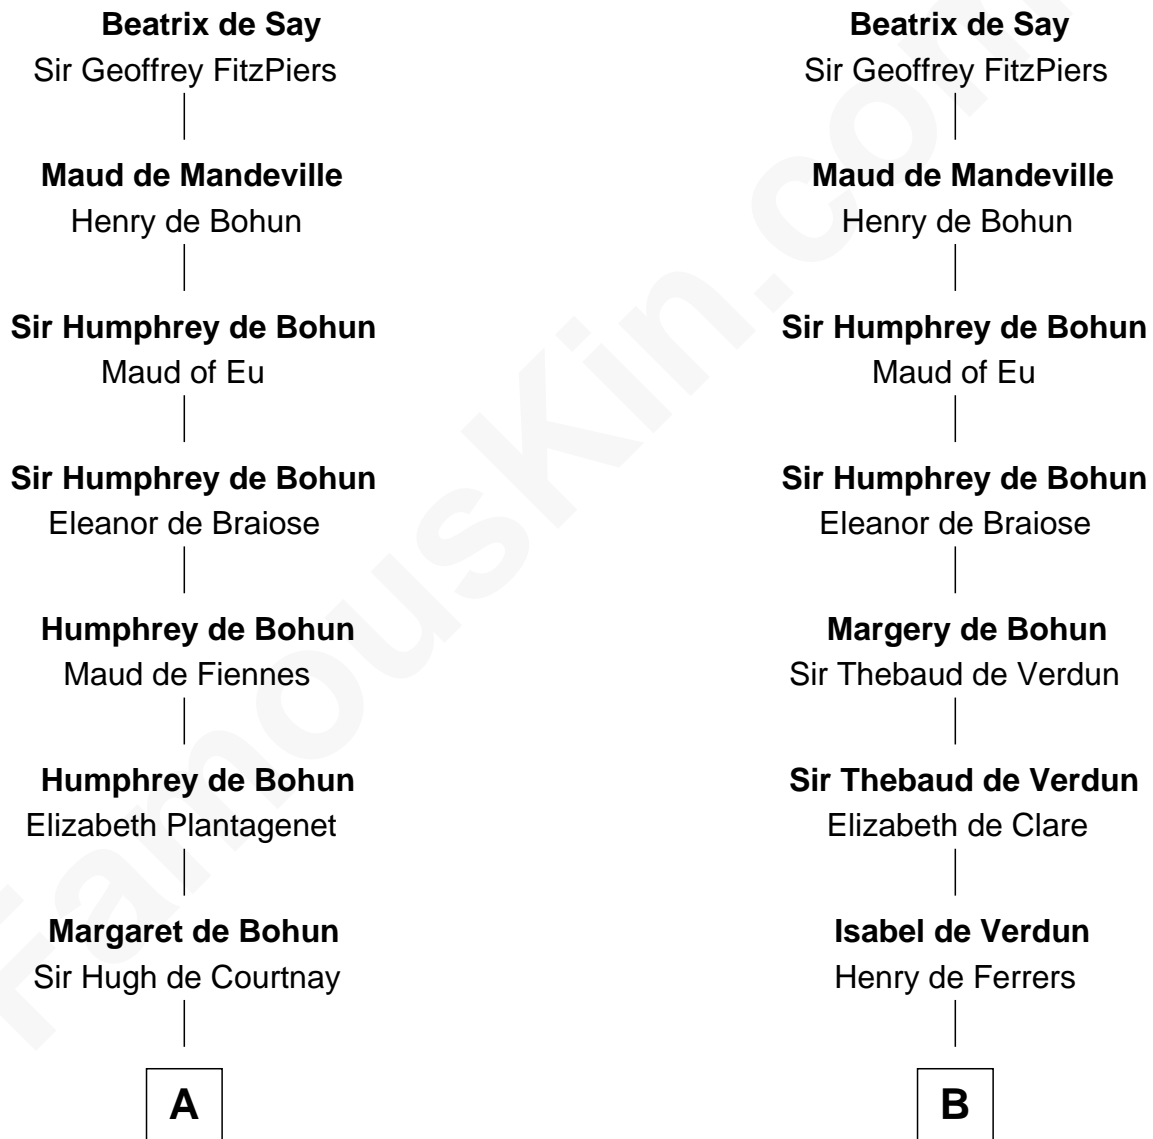 Beatrix de Say
Sir Geoffrey FitzPiers
Maud de Mandeville
Henry de Bohun
Sir Humphrey de Bohun
Maud of Eu
Sir Humphrey de Bohun
Eleanor de Braiose
Humphrey de Bohun
Maud de Fiennes
Humphrey de Bohun
Elizabeth Plantagenet
Margaret de Bohun
Sir Hugh de Courtnay
A
Beatrix de Say
Sir Geoffrey FitzPiers
Maud de Mandeville
Henry de Bohun
Sir Humphrey de Bohun
Maud of Eu
Sir Humphrey de Bohun
Eleanor de Braiose
Margery de Bohun
Sir Thebaud de Verdun
Sir Thebaud de Verdun
Elizabeth de Clare
Isabel de Verdun
Henry de Ferrers
B
FamousKin.com